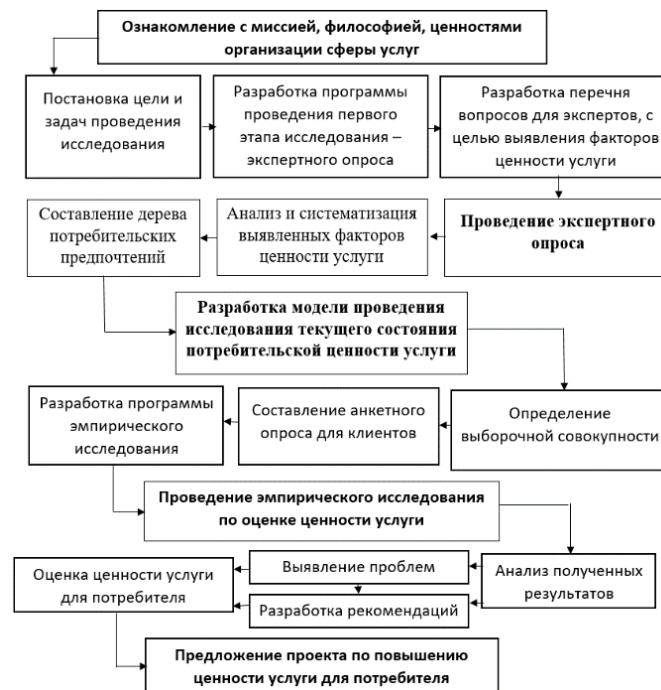 Ознакомление с миссией, философией, ценностями
организации сферы услуг
Постановка цели и
задач проведения
исследования
Разработка программы
проведения первого
этапа исследования –
экспертного опроса
Разработка перечня
вопросов для экспертов, с
целью выявления факторов
ценности услуги
Составление дерева
потребительских
предпочтений
Анализ и систематизация
выявленных факторов
ценности услуги
Проведение экспертного
опроса
Разработка модели проведения
исследования текущего состояния
потребительской ценности услуги
Разработка программы
эмпирического
исследования
Составление анкетного
опроса для клиентов
Определение
выборочной совокупности
Проведение эмпирического исследования
по оценке ценности услуги
Оценка ценности услуги
для потребителя
Выявление проблем
Разработка рекомендаций
Анализ полученных
результатов
Предложение проекта по повышению
ценности услуги для потребителя